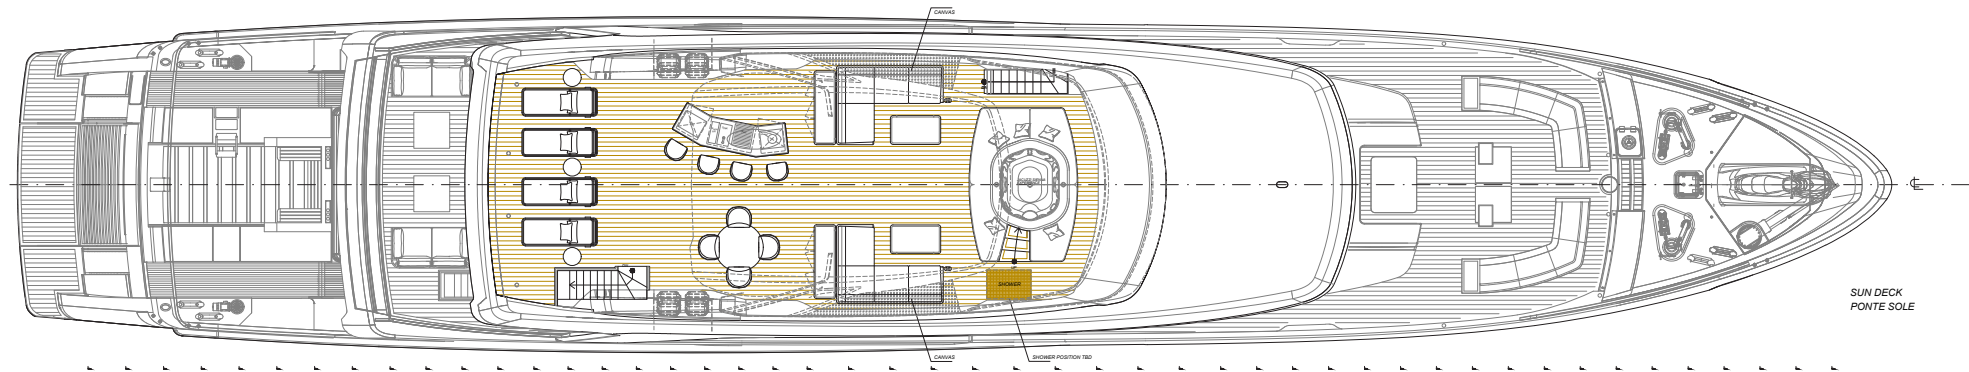 CANVAS
SHOWER
SUN DECK
PONTE SOLE
CANVAS
SHOWER POSITION TBD